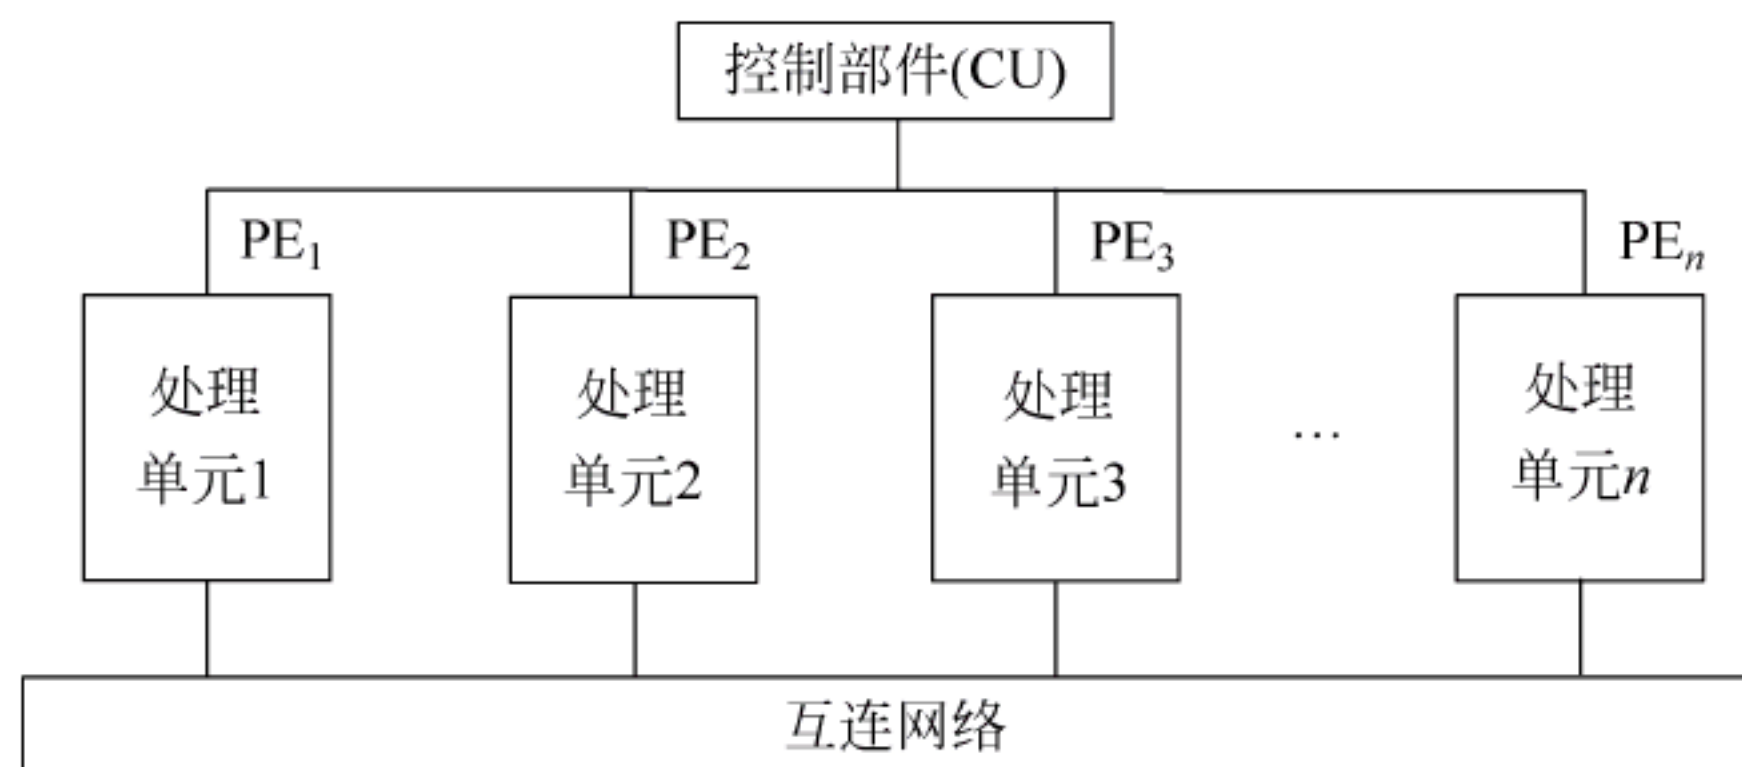 控制部件(CU)
PE₁
PE₂
PE₃
PEₙ
处理
单元1
处理
单元2
处理
单元3
…
处理
单元n
互连网络